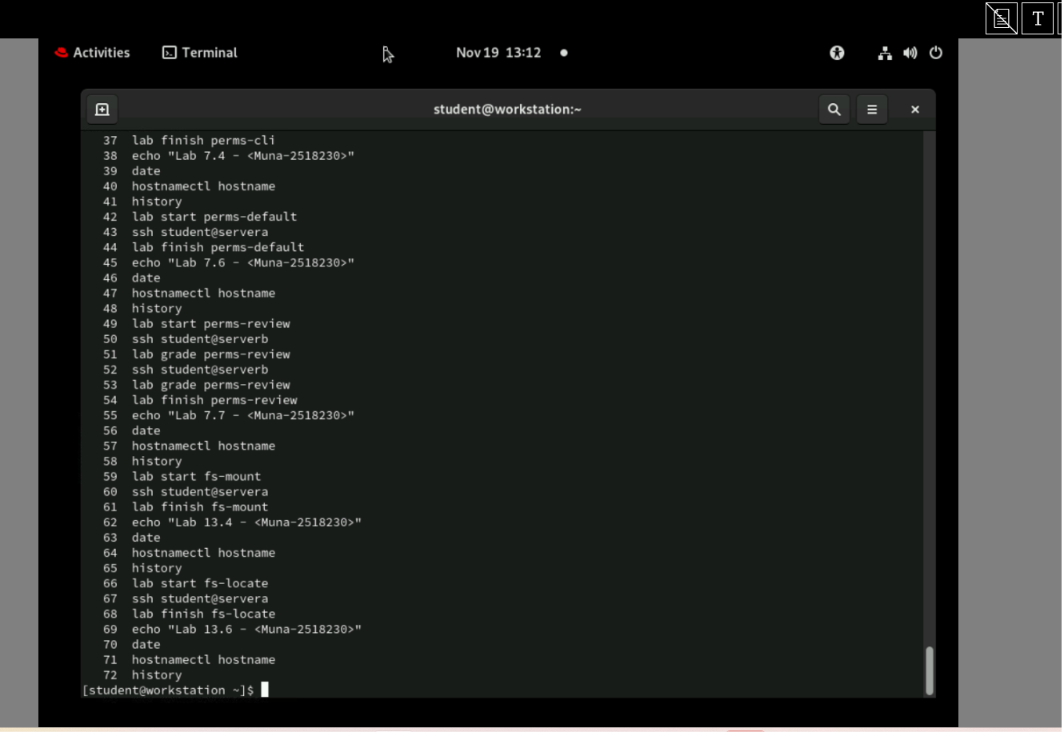 T
Activities Terminal Nov 19 13:12
student@workstation:~
37 lab finish perms-cli
38 echo "Lab 7.4 - <Muna-2518230>"
39 date
40 hostnamectl hostname
41 history
42 lab start perms-default
43 ssh student@servera
44 lab finish perms-default
45 echo "Lab 7.6 - <Muna-2518230>"
46 date
47 hostnamectl hostname
48 history
49 lab start perms-review
50 ssh student@serverb
51 lab grade perms-review
52 ssh student@serverb
53 lab grade perms-review
54 lab finish perms-review
55 echo "Lab 7.7 - <Muna-2518230>"
56 date
57 hostnamectl hostname
58 history
59 lab start fs-mount
60 ssh student@servera
61 lab finish fs-mount
62 echo "Lab 13.4 - <Muna-2518230>"
63 date
64 hostnamectl hostname
65 history
66 lab start fs-locate
67 ssh student@servera
68 lab finish fs-locate
69 echo "Lab 13.6 - <Muna-2518230>"
70 date
71 hostnamectl hostname
72 history
[student@workstation ~]$